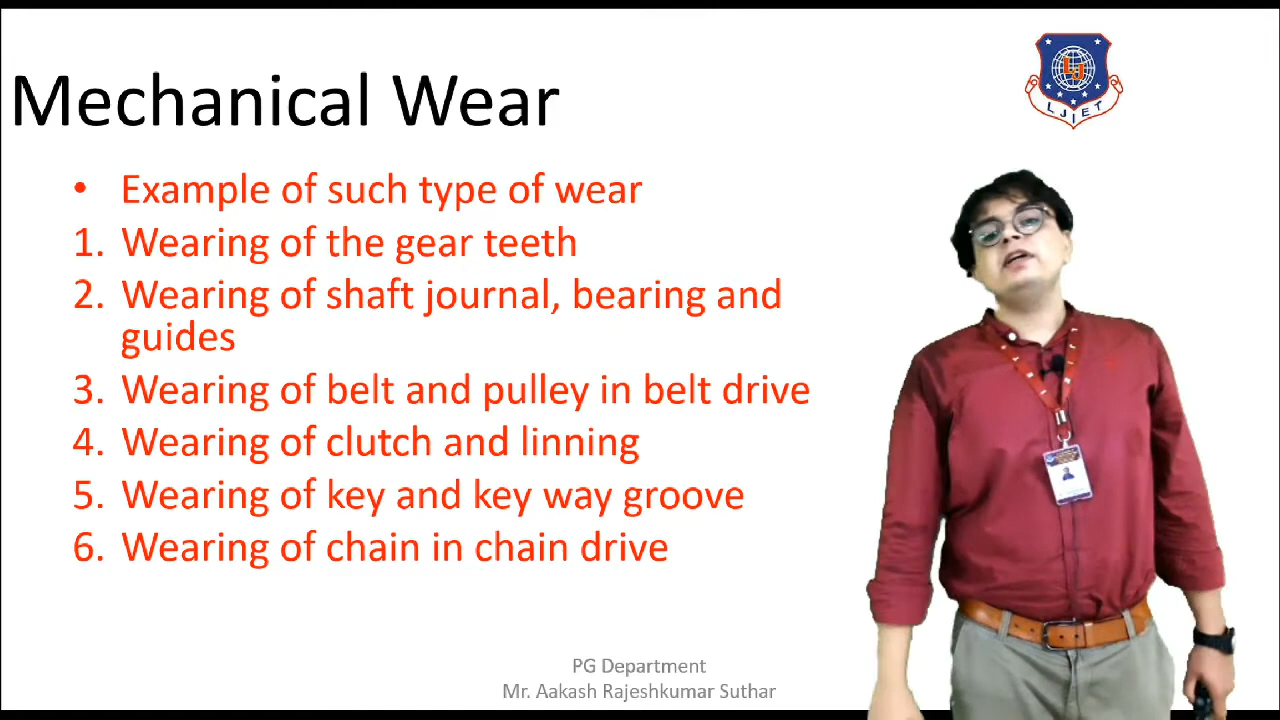 Mechanical Wear
LJ
LJIET
• Example of such type of wear
1. Wearing of the gear teeth
2. Wearing of shaft journal, bearing and
guides
3. Wearing of belt and pulley in belt drive
4. Wearing of clutch and linning
5. Wearing of key and key way groove
6. Wearing of chain in chain drive
PG Department
Mr. Aakash Rajeshkumar Suthar